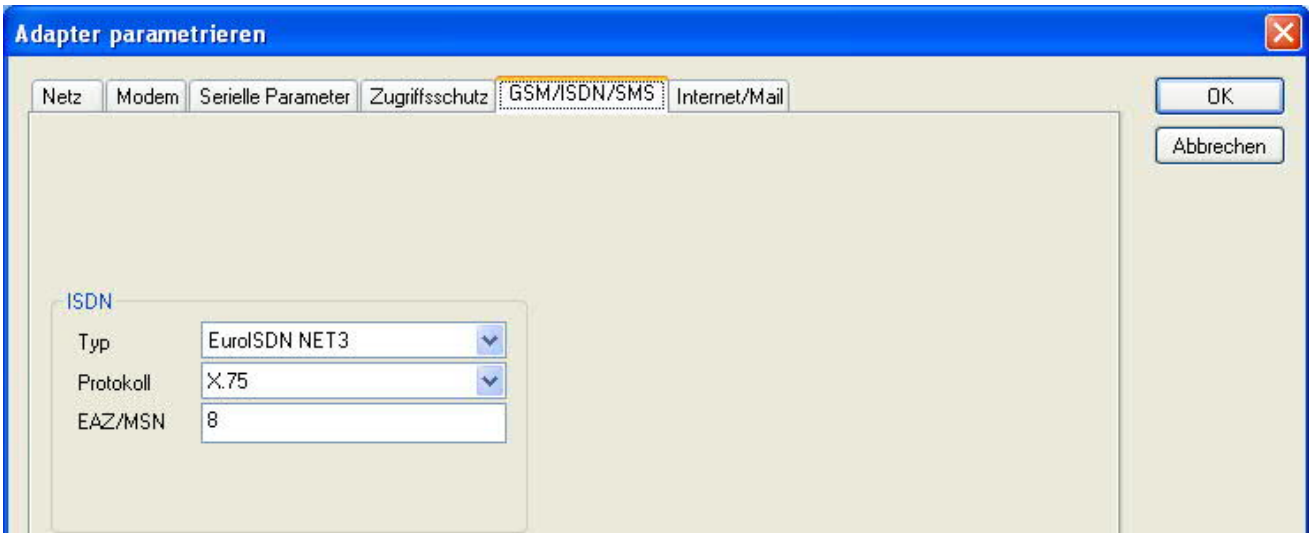 Adapter parametrieren
Netz Modem Serielle Parameter Zugriffsschutz GSM/ISDN/SMS Internet/Mail
OK
Abbrechen
ISDN
Typ EuroISDN NET3
Protokoll X.75
EAZ/MSN 8